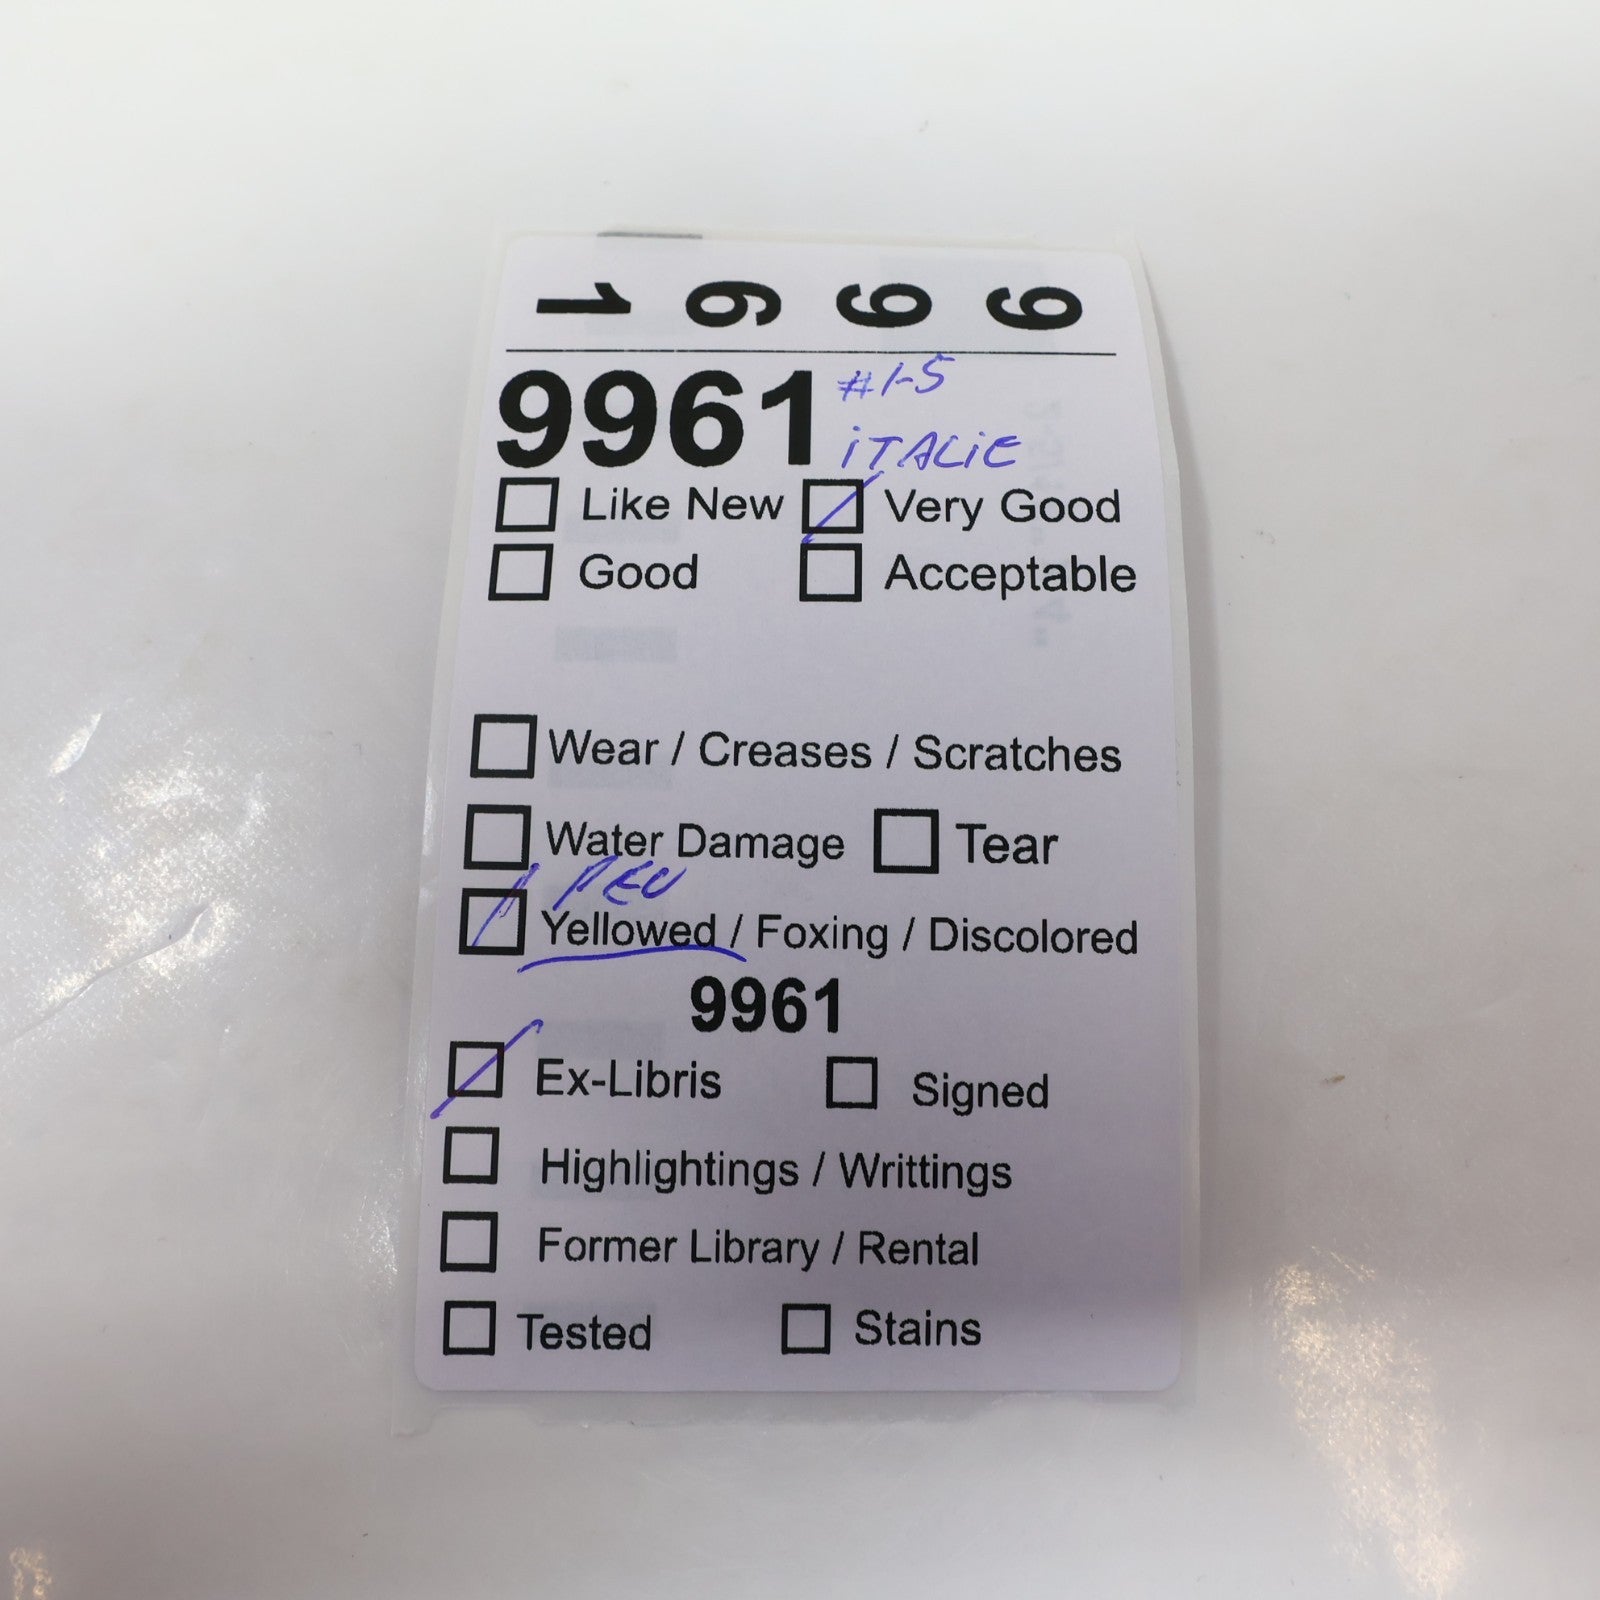 9961
9961 #1-5
iTALiE
Like New Very Good
Good Acceptable
Wear / Creases / Scratches
Water Damage Tear
PEU
Yellowed / Foxing / Discolored
9961
Ex-Libris Signed
Highlightings / Writtings
Former Library / Rental
Tested Stains